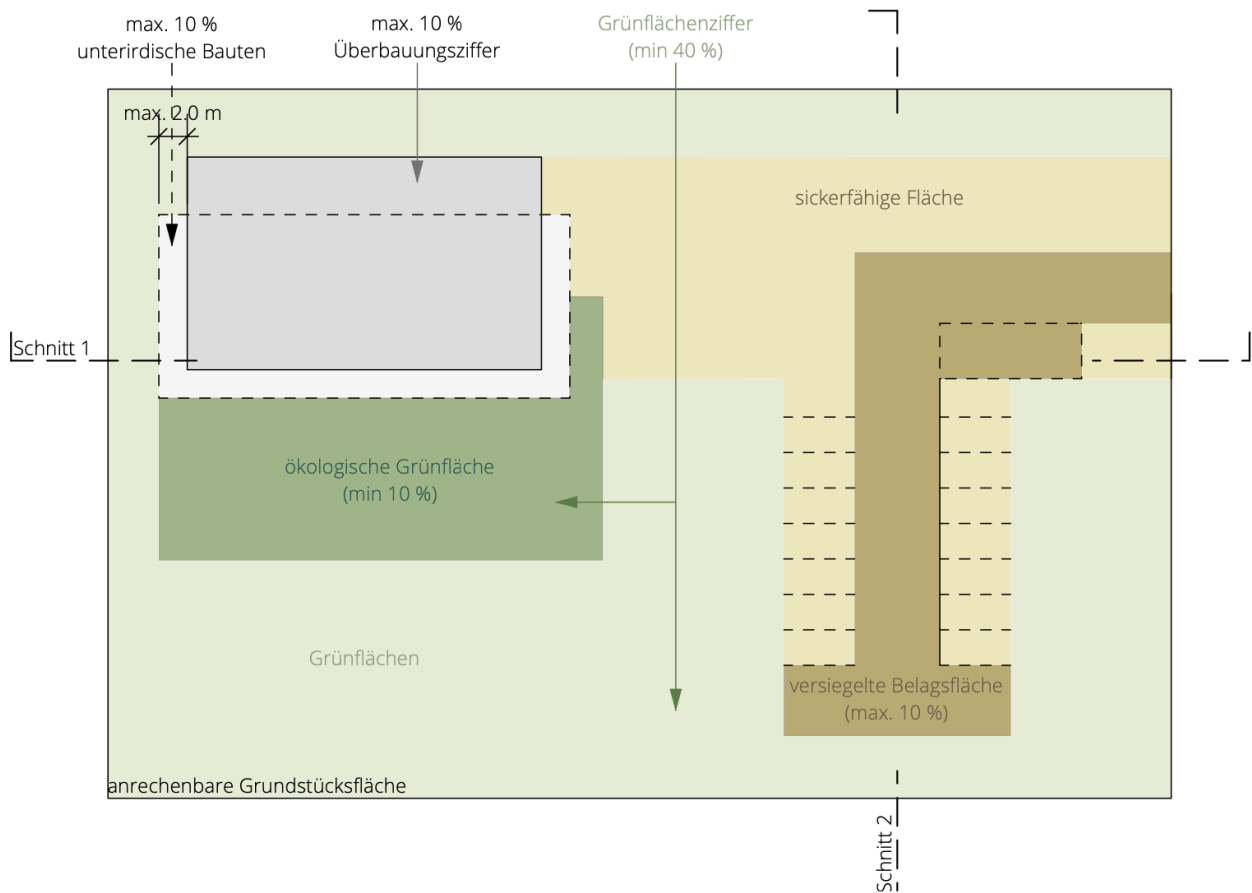 max. 10 %
unterirdische Bauten
max. 10 %
Überbauungsziffer
Grünflächenziffer
(min 40 %)
max. 2.0 m
sickerfähige Fläche
Schnitt 1
ökologische Grünfläche
(min 10 %)
Grünflächen
versiegelte Belagsfläche
(max. 10 %)
anrechenbare Grundstücksfläche
Schnitt 2